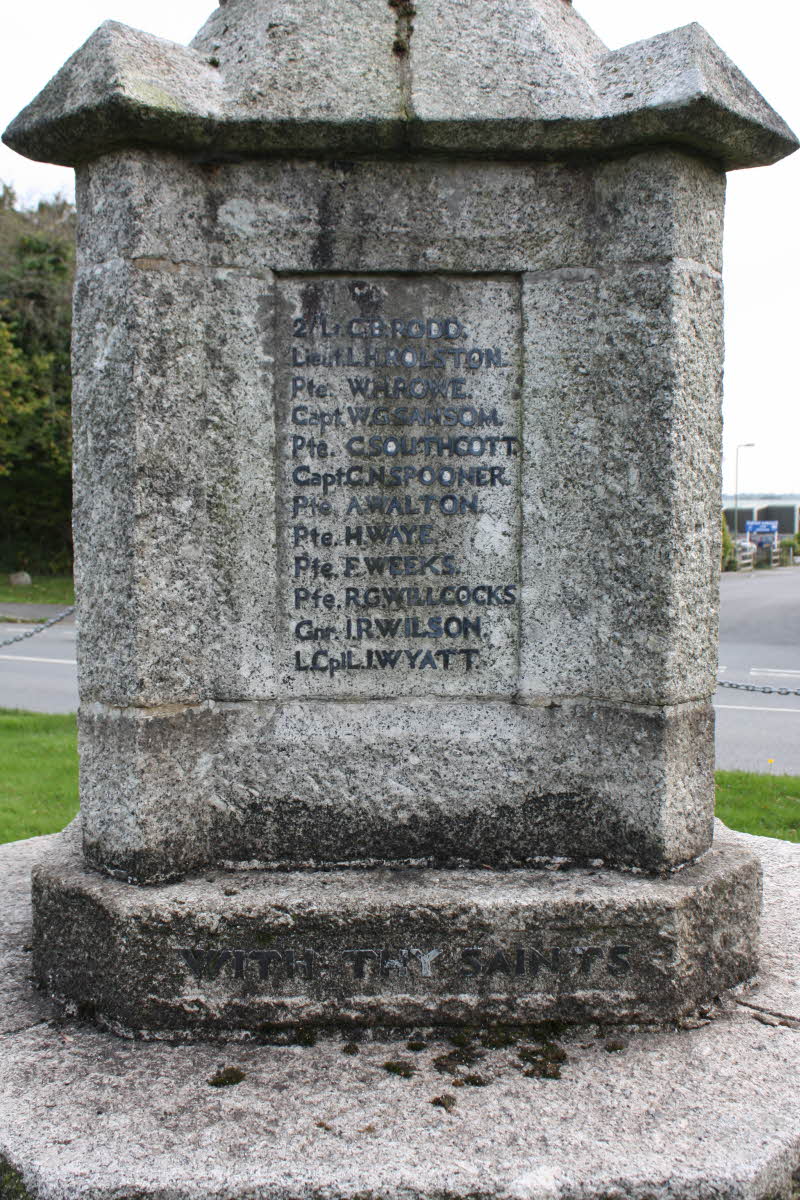 2/Lt C.B.RODD.
Lieut.L.H.ROLSTON.
Pte. W.H.ROWE.
Capt.W.G.SANSOM.
Pte. C.SOUTHCOTT.
Capt.C.N.SPOONER.
Pte. A.WALTON.
Pte. H.WAYE.
Pte. F.WEEKS.
Pte. R.G.WILLCOCKS.
Gnr. I.R.WILSON.
L.Cpl.L.I.WYATT.
WITH THY SAINTS